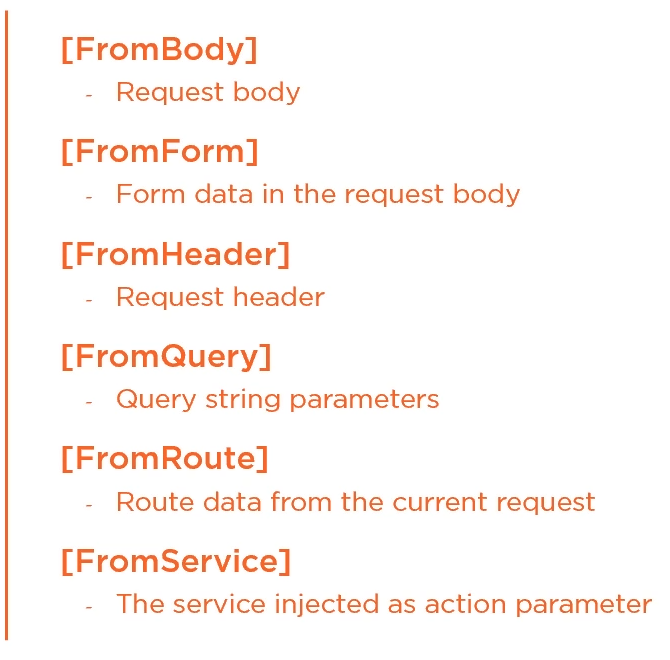 [FromBody]
- Request body
[FromForm]
- Form data in the request body
[FromHeader]
- Request header
[FromQuery]
- Query string parameters
[FromRoute]
- Route data from the current request
[FromService]
- The service injected as action parameter